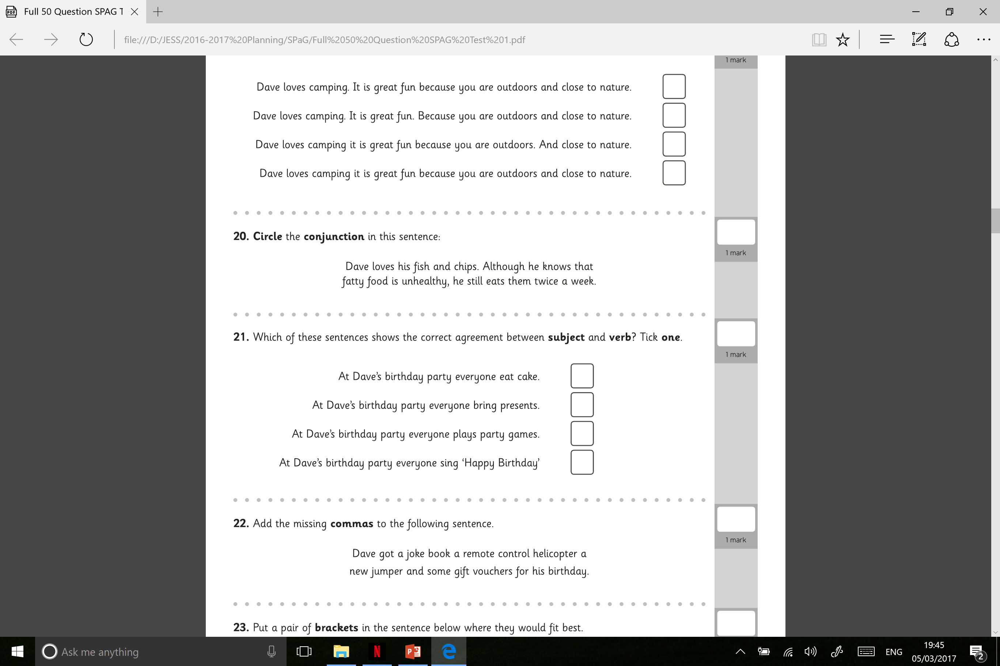 Full 50 Question SPAG T
file:///D:/JESS/2016-2017%20Planning/SPaG/Full%2050%20Question%20SPAG%20Test%201.pdf
1 mark
Dave loves camping. It is great fun because you are outdoors and close to nature.
Dave loves camping. It is great fun. Because you are outdoors and close to nature.
Dave loves camping it is great fun because you are outdoors. And close to nature.
Dave loves camping it is great fun because you are outdoors and close to nature.
20. Circle the conjunction in this sentence:
1 mark
Dave loves his fish and chips. Although he knows that
fatty food is unhealthy, he still eats them twice a week.
21. Which of these sentences shows the correct agreement between subject and verb? Tick one.
1 mark
At Dave's birthday party everyone eat cake.
At Dave's birthday party everyone bring presents.
At Dave's birthday party everyone plays party games.
At Dave's birthday party everyone sing ‘Happy Birthday’
22. Add the missing commas to the following sentence.
1 mark
Dave got a joke book a remote control helicopter a
new jumper and some gift vouchers for his birthday.
23. Put a pair of brackets in the sentence below where they would fit best.
Ask me anything
ENG
19:45
05/03/2017
2